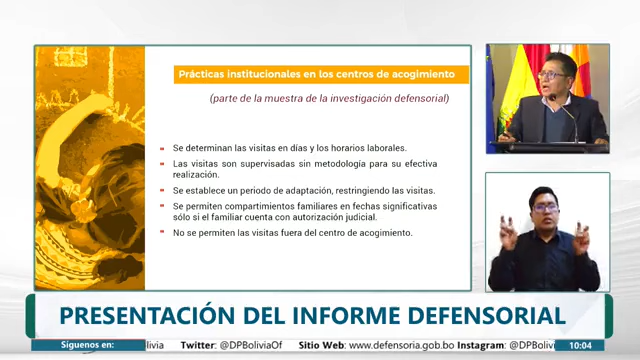 Prácticas institucionales en los centros de acogimiento
(parte de la muestra de la investigación defensorial)
Se determinan las visitas en días y los horarios laborales.
Las visitas son supervisadas sin metodología para su efectiva
realización.
Se establece un periodo de adaptación, restringiendo las visitas.
Se permiten compartimientos familiares en fechas significativas
sólo si el familiar cuenta con autorización judicial.
No se permiten las visitas fuera del centro de acogimiento.
PRESENTACIÓN DEL INFORME DEFENSORIAL
Síguenos en: livia Twitter: @DPBoliviaOf Sitio Web: www.defensoria.gob.bo Instagram: @DPBolivi 10:04